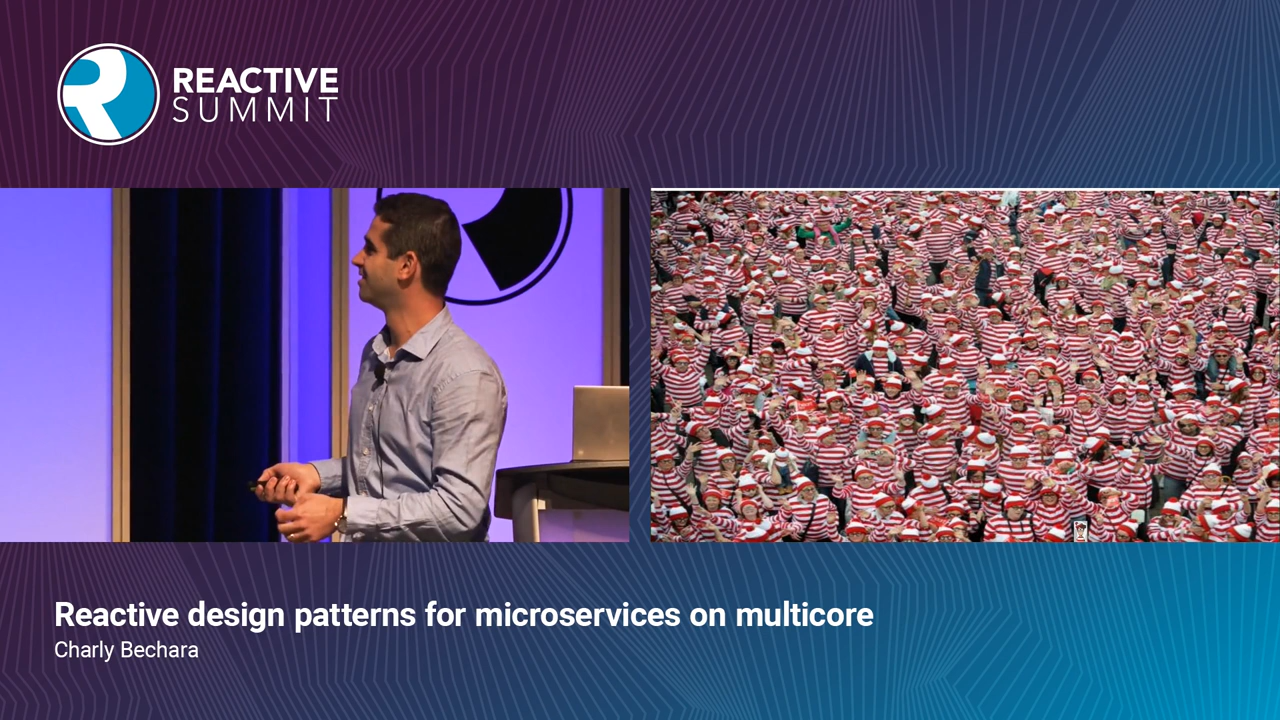 REACTIVE
SUMMIT
Reactive design patterns for microservices on multicore
Charly Bechara